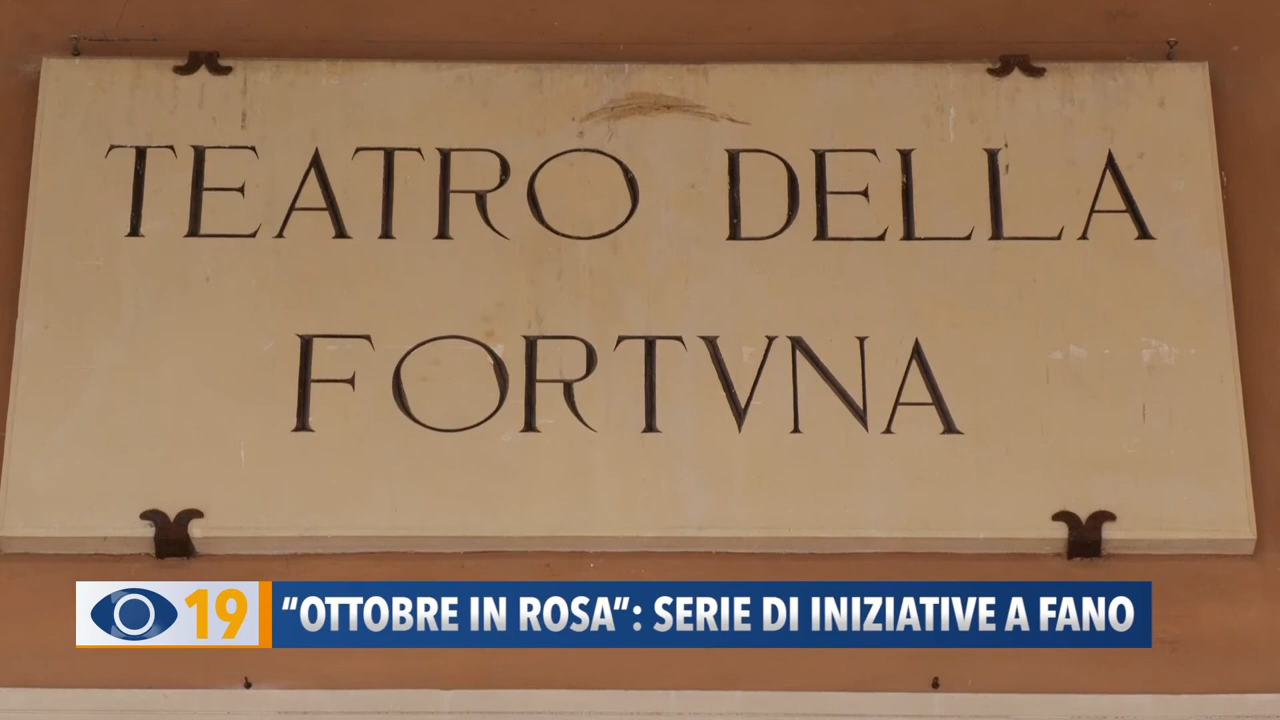 TEATRO DELLA
FORTVNA
19
“OTTOBRE IN ROSA“: SERIE DI INIZIATIVE A FANO